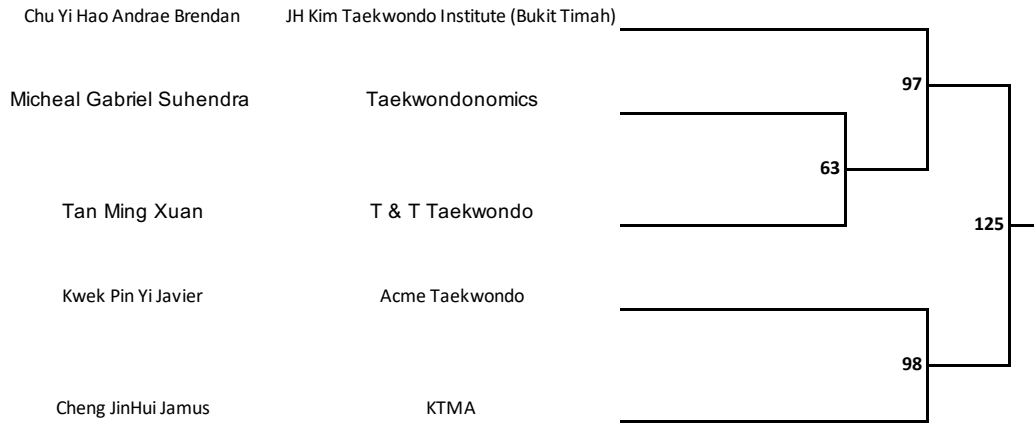 Chu Yi Hao Andrae Brendan JH Kim Taekwondo Institute (Bukit Timah)
97
Micheal Gabriel Suhendra Taekwondonomics
63
Tan Ming Xuan T & T Taekwondo
125
Kwek Pin Yi Javier Acme Taekwondo
98
Cheng JinHui Jamus KTMA